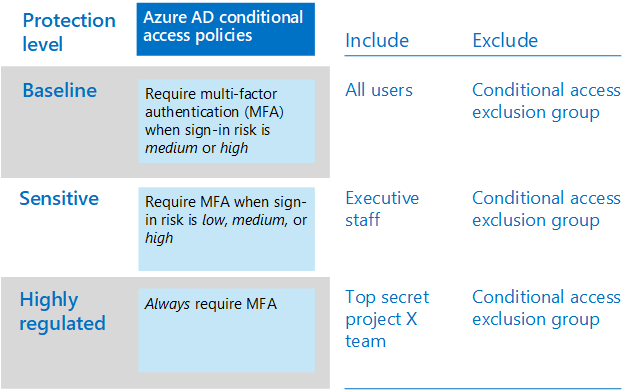 Protection
level
Azure AD conditional
access policies
Include
Exclude
Baseline
Require multi-factor
authentication (MFA)
when sign-in risk is
medium or high
All users
Conditional access
exclusion group
Sensitive
Require MFA when sign-
in risk is low, medium, or
high
Executive
staff
Conditional access
exclusion group
Highly
regulated
Always require MFA
Top secret
project X
team
Conditional access
exclusion group